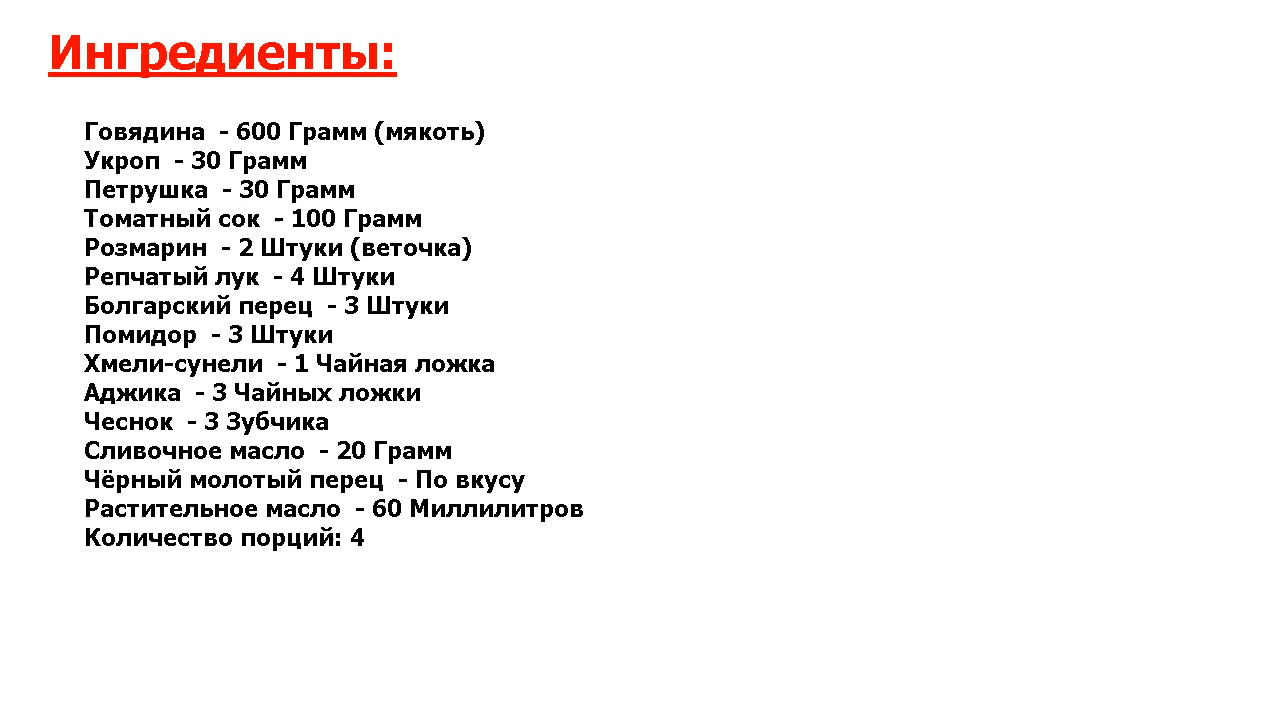 Ингредиенты:
Говядина  - 600 Грамм (мякоть)
Укроп  - 30 Грамм
Петрушка  - 30 Грамм
Томатный сок  - 100 Грамм
Розмарин  - 2 Штуки (веточка)
Репчатый лук  - 4 Штуки
Болгарский перец  - 3 Штуки
Помидор  - 3 Штуки
Хмели-сунели  - 1 Чайная ложка
Аджика  - 3 Чайных ложки
Чеснок  - 3 Зубчика
Сливочное масло  - 20 Грамм
Чёрный молотый перец  - По вкусу
Растительное масло  - 60 Миллилитров
Количество порций: 4